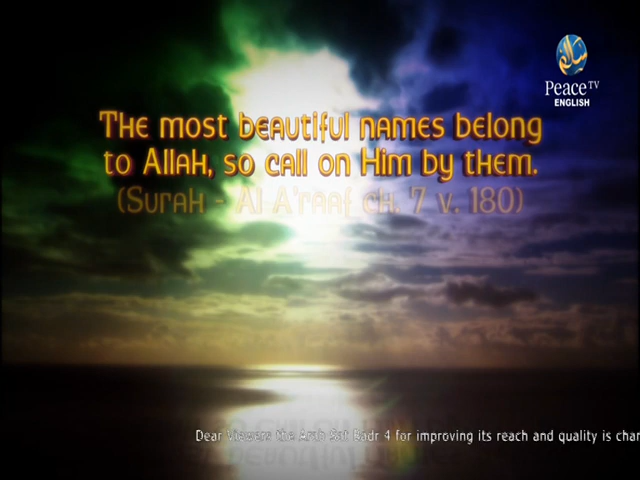 سلام
Peace TV
ENGLISH
The most beautiful names belong
to Allah, so call on Him by them.
(Surah - Al A'raaf ch. 7 v. 180)
Dear Viewers the Arab Sat Badr 4 for improving its reach and quality is char